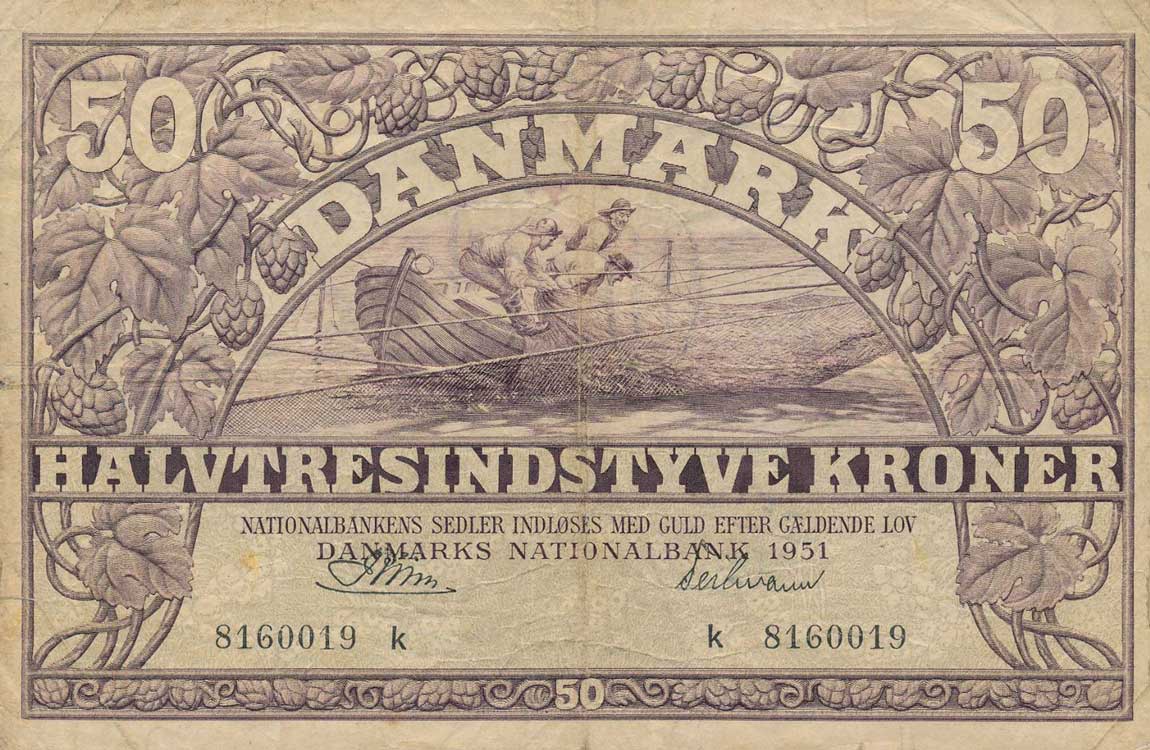 50 50
DANMARK
HALVTRESINDSTYVE KRONER
NATIONALBANKENS SEDLER INDLØSES MED GULD EFTER GÆLDENDE LOV
DANMARKS NATIONALBANK 1951
8160019 k k 8160019
50